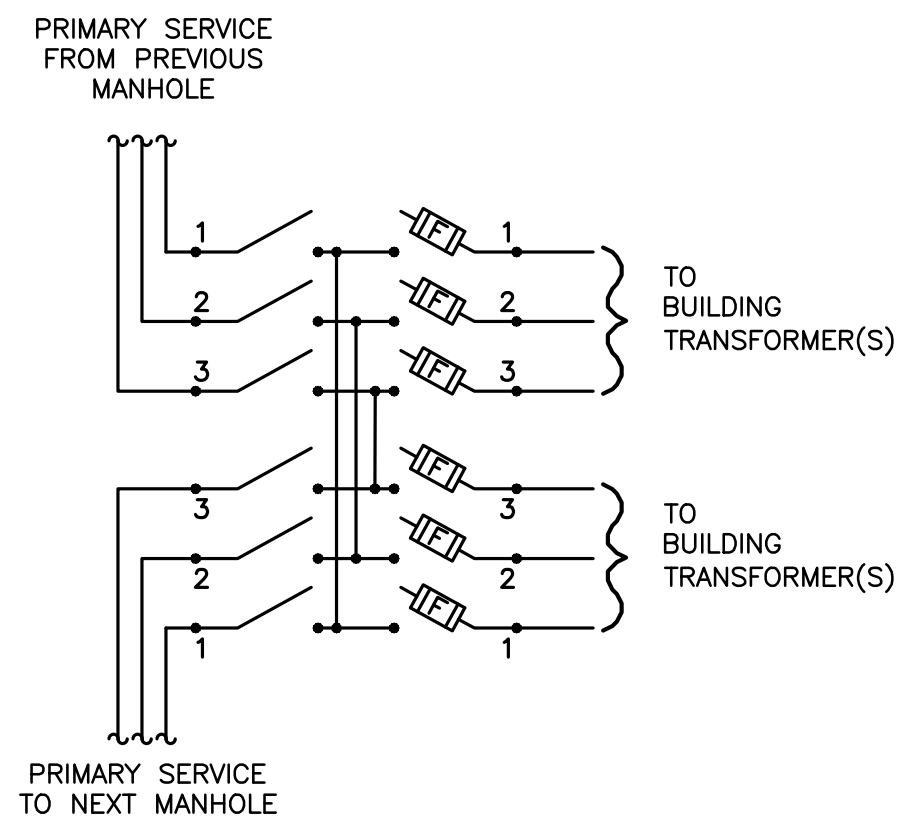 PRIMARY SERVICE
FROM PREVIOUS
MANHOLE
1 F 1
2 F 2
3 F 3
TO
BUILDING
TRANSFORMER(S)
F
3 3
F
2 2
F
1 1
TO
BUILDING
TRANSFORMER(S)
PRIMARY SERVICE
TO NEXT MANHOLE